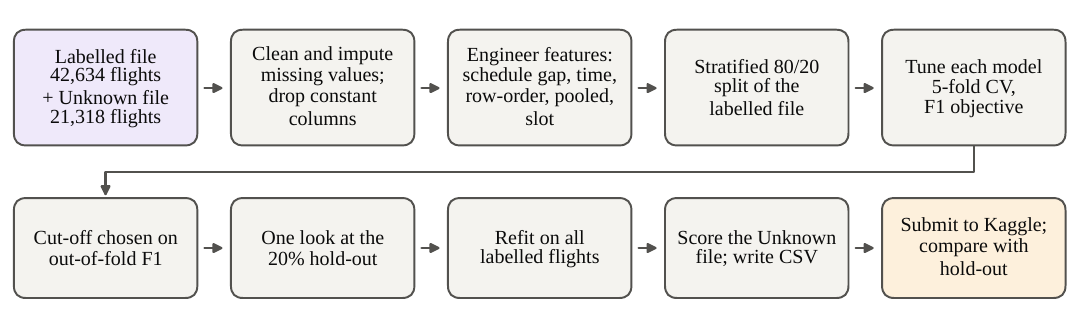 Labelled file
42,634 flights
+ Unknown file
21,318 flights
Clean and impute
missing values;
drop constant
columns
Engineer features:
schedule gap, time,
row-order, pooled,
slot
Stratified 80/20
split of the
labelled file
Tune each model
5-fold CV,
F1 objective
Cut-off chosen on
out-of-fold F1
One look at the
20% hold-out
Refit on all
labelled flights
Score the Unknown
file; write CSV
Submit to Kaggle;
compare with
hold-out